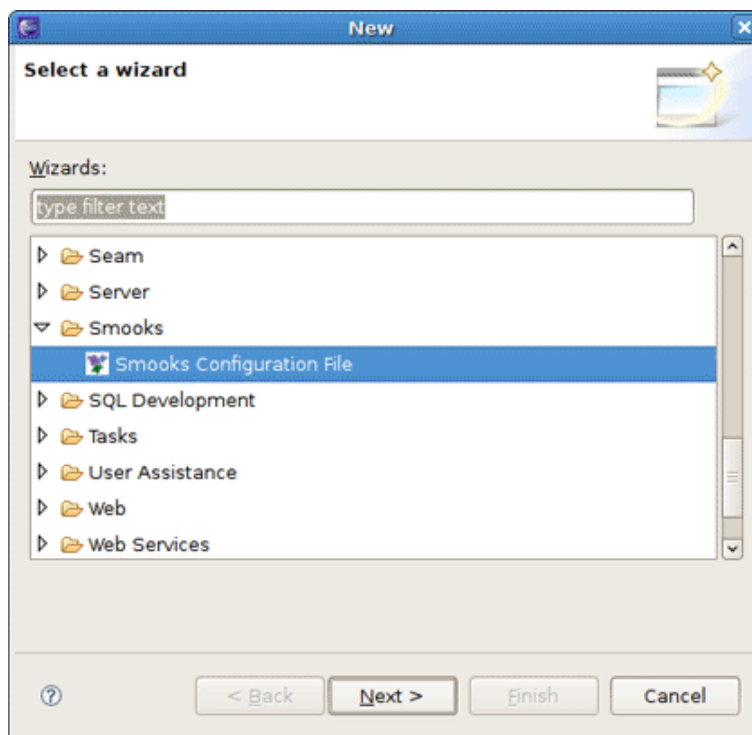 New
Select a wizard
Wizards:
type filter text
Seam
Server
Smooks
Smooks Configuration File
SQL Development
Tasks
User Assistance
Web
Web Services
< Back Next > Finish Cancel